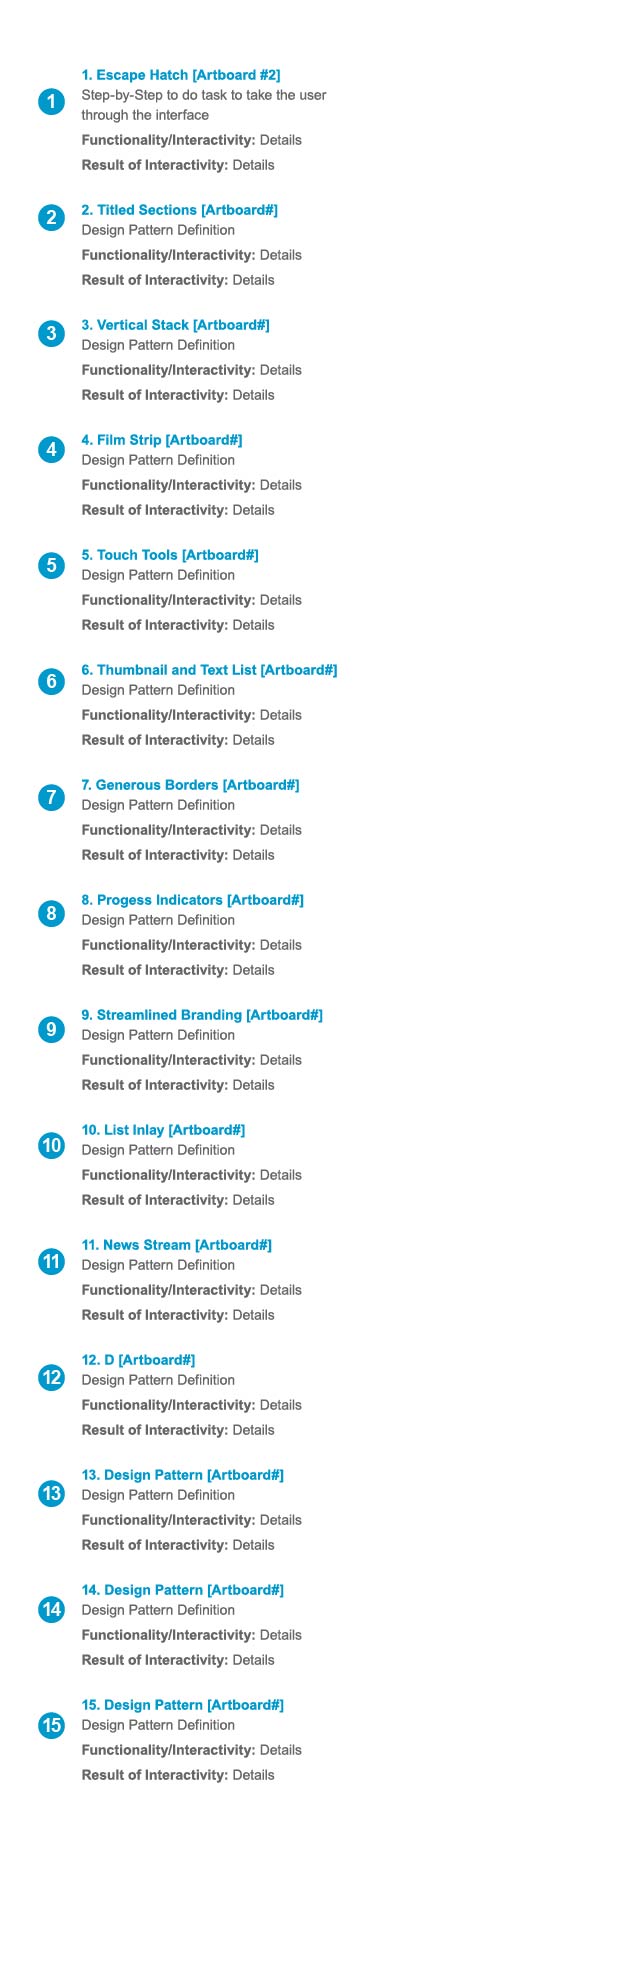 1
1. Escape Hatch [Artboard #2]
Step-by-Step to do task to take the user
through the interface
Functionality/Interactivity: Details
Result of Interactivity: Details
2
2. Titled Sections [Artboard#]
Design Pattern Definition
Functionality/Interactivity: Details
Result of Interactivity: Details
3
3. Vertical Stack [Artboard#]
Design Pattern Definition
Functionality/Interactivity: Details
Result of Interactivity: Details
4
4. Film Strip [Artboard#]
Design Pattern Definition
Functionality/Interactivity: Details
Result of Interactivity: Details
5
5. Touch Tools [Artboard#]
Design Pattern Definition
Functionality/Interactivity: Details
Result of Interactivity: Details
6
6. Thumbnail and Text List [Artboard#]
Design Pattern Definition
Functionality/Interactivity: Details
Result of Interactivity: Details
7
7. Generous Borders [Artboard#]
Design Pattern Definition
Functionality/Interactivity: Details
Result of Interactivity: Details
8
8. Progess Indicators [Artboard#]
Design Pattern Definition
Functionality/Interactivity: Details
Result of Interactivity: Details
9
9. Streamlined Branding [Artboard#]
Design Pattern Definition
Functionality/Interactivity: Details
Result of Interactivity: Details
10
10. List Inlay [Artboard#]
Design Pattern Definition
Functionality/Interactivity: Details
Result of Interactivity: Details
11
11. News Stream [Artboard#]
Design Pattern Definition
Functionality/Interactivity: Details
Result of Interactivity: Details
12
12. D [Artboard#]
Design Pattern Definition
Functionality/Interactivity: Details
Result of Interactivity: Details
13
13. Design Pattern [Artboard#]
Design Pattern Definition
Functionality/Interactivity: Details
Result of Interactivity: Details
14
14. Design Pattern [Artboard#]
Design Pattern Definition
Functionality/Interactivity: Details
Result of Interactivity: Details
15
15. Design Pattern [Artboard#]
Design Pattern Definition
Functionality/Interactivity: Details
Result of Interactivity: Details